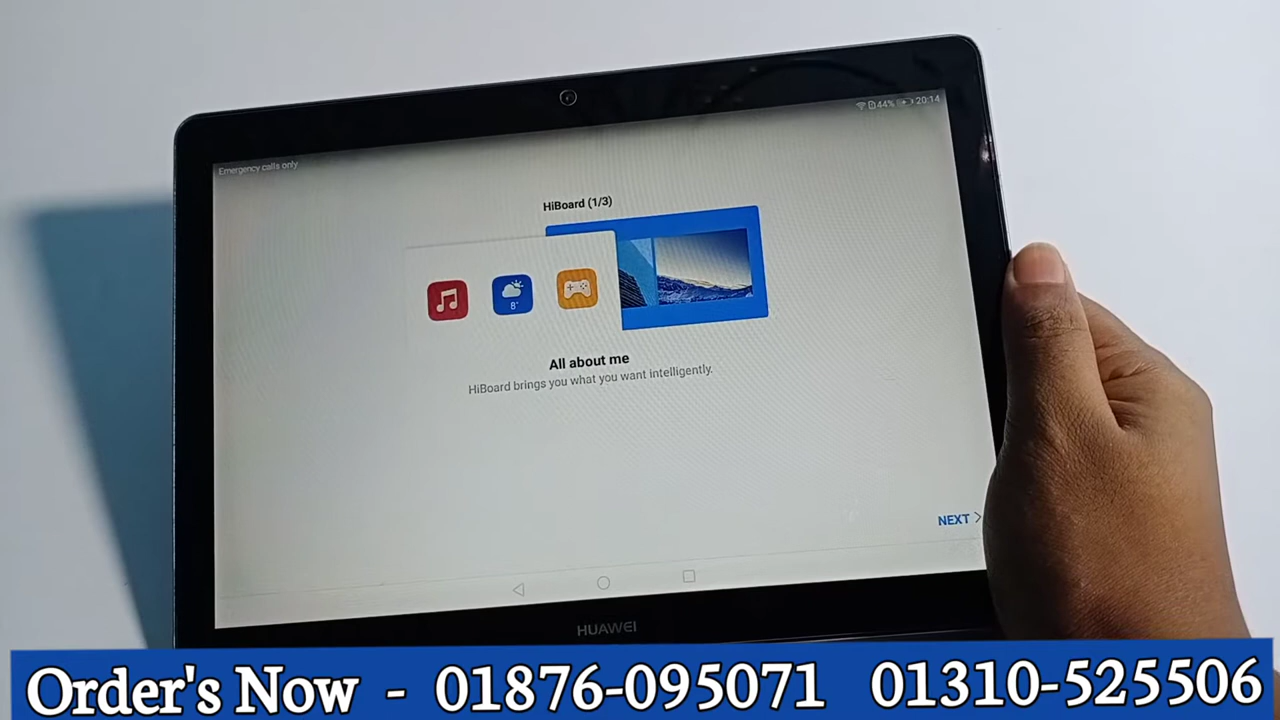 Emergency calls only
44% 20:14
HiBoard (1/3)
8°
All about me
HiBoard brings you what you want intelligently.
NEXT
HUAWEI
Order's Now - 01876-095071 01310-525506